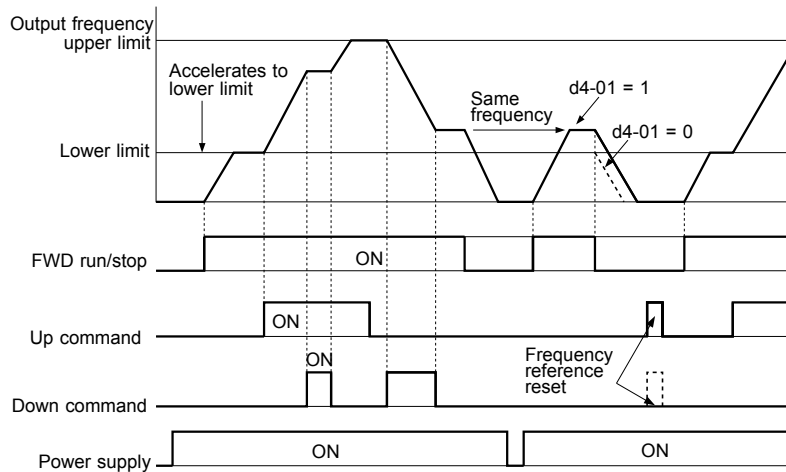 Output frequency
upper limit
Accelerates to
lower limit
Same
frequency
d4-01 = 1
d4-01 = 0
Lower limit
FWD run/stop
ON
Up command
ON
ON
Frequency
reference
reset
Down command
Power supply
ON
ON